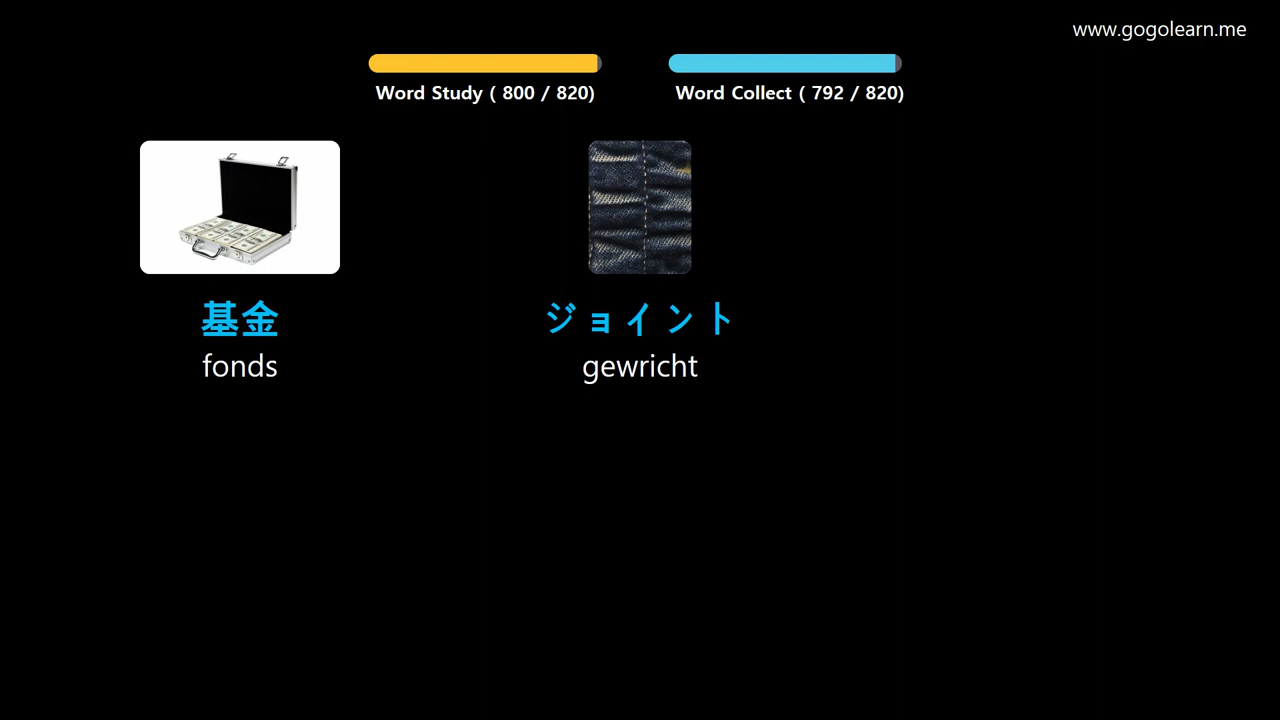 www.gogolearn.me
Word Study ( 800 / 820)
Word Collect ( 792 / 820)
基金
ジョイント
fonds
gewricht